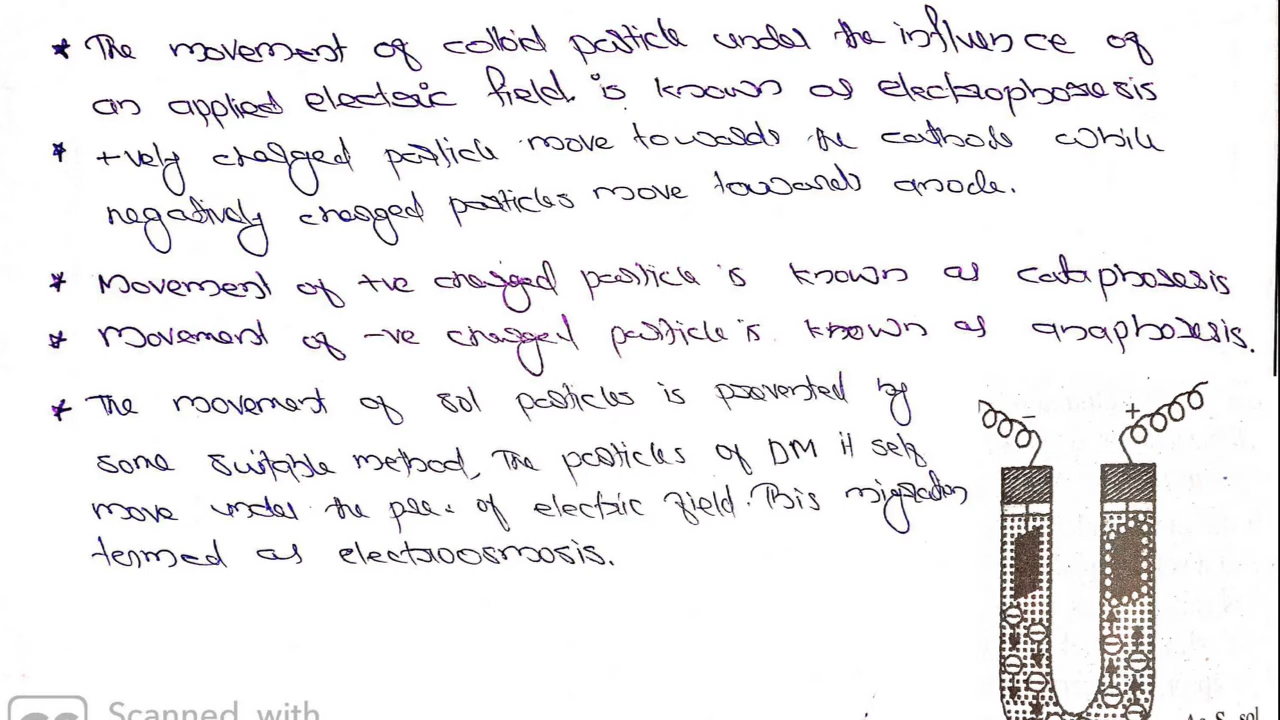 * The movement of colloid particle under the influence of
an applied electric field is known as electrophoresis
* +vely charged particle move towards the cathode while
negatively charged particles move towards anode.
* Movement of +ve charged particle is known as cataphoresis
* Movement of -ve charged particle is known as anaphoresis.
* The movement of sol particles is prevented by
some suitable method, The particles of DM it self
move under the of electric field. This migration
termed as electroosmosis.
- +
Scanned with